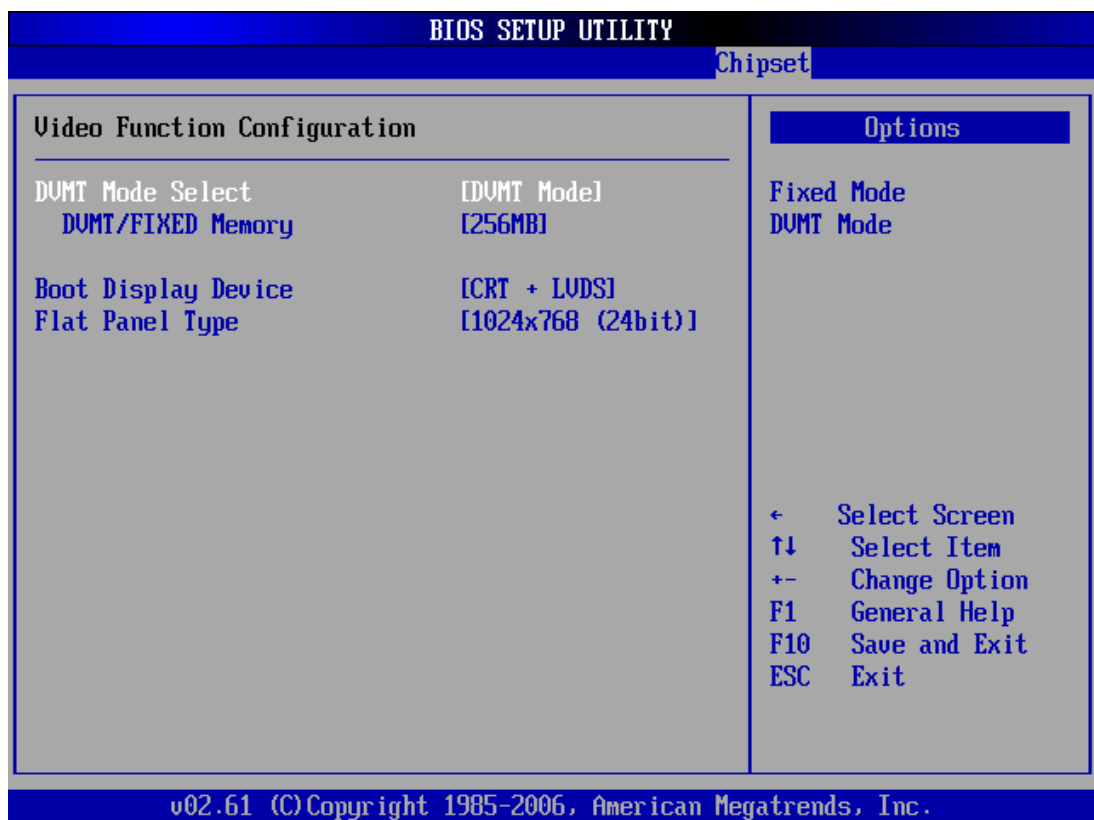 BIOS SETUP UTILITY
Chipset
Video Function Configuration
DVMT Mode Select [DVMT Mode]
DVMT/FIXED Memory [256MB]
Boot Display Device [CRT + LVDS]
Flat Panel Type [1024x768 (24bit)]
Options
Fixed Mode
DVMT Mode
← Select Screen
↑↓ Select Item
+- Change Option
F1 General Help
F10 Save and Exit
ESC Exit
v02.61 (C)Copyright 1985-2006, American Megatrends, Inc.